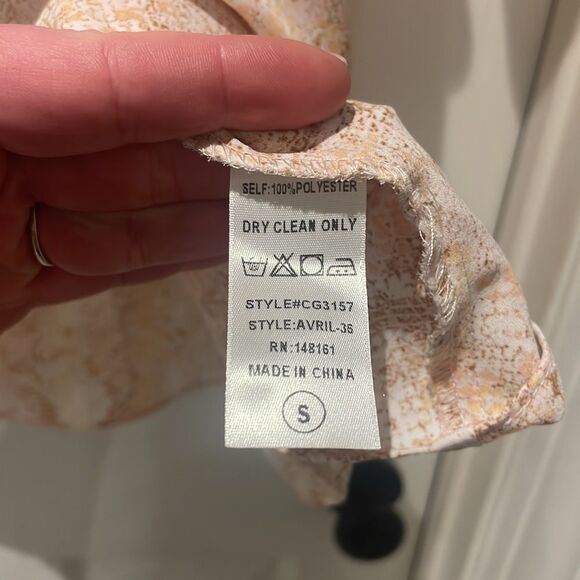 SELF:100%POLYESTER
DRY CLEAN ONLY
STYLE#CG3157
STYLE:AVRIL-36
RN:148161
MADE IN CHINA
S